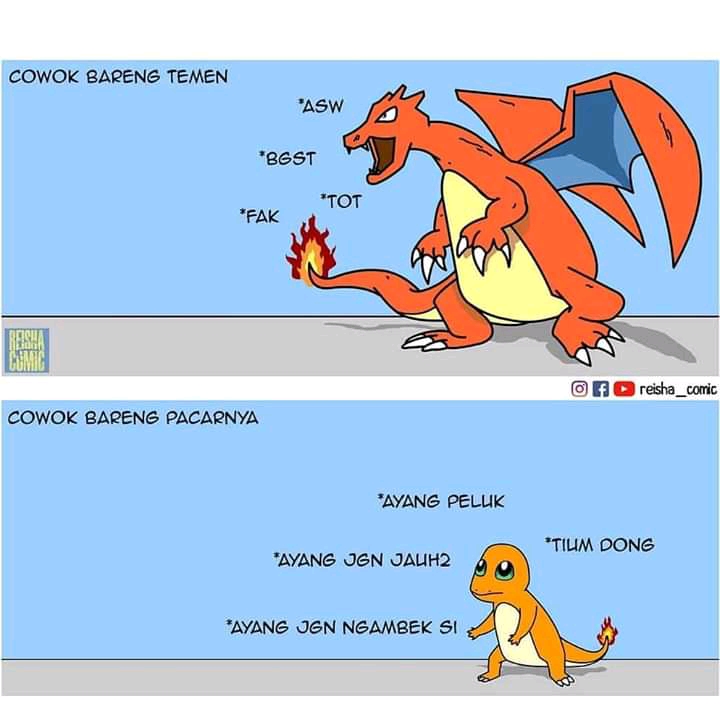 COWOK BARENG TEMEN
*ASW
*BGST
*TOT
*FAK
REISHA
COMIC
reisha_comic
COWOK BARENG PACARNYA
*AYANG PELUK
*TIUM DONG
*AYANG JGN JAUH2
*AYANG JGN NGAMBEK SI